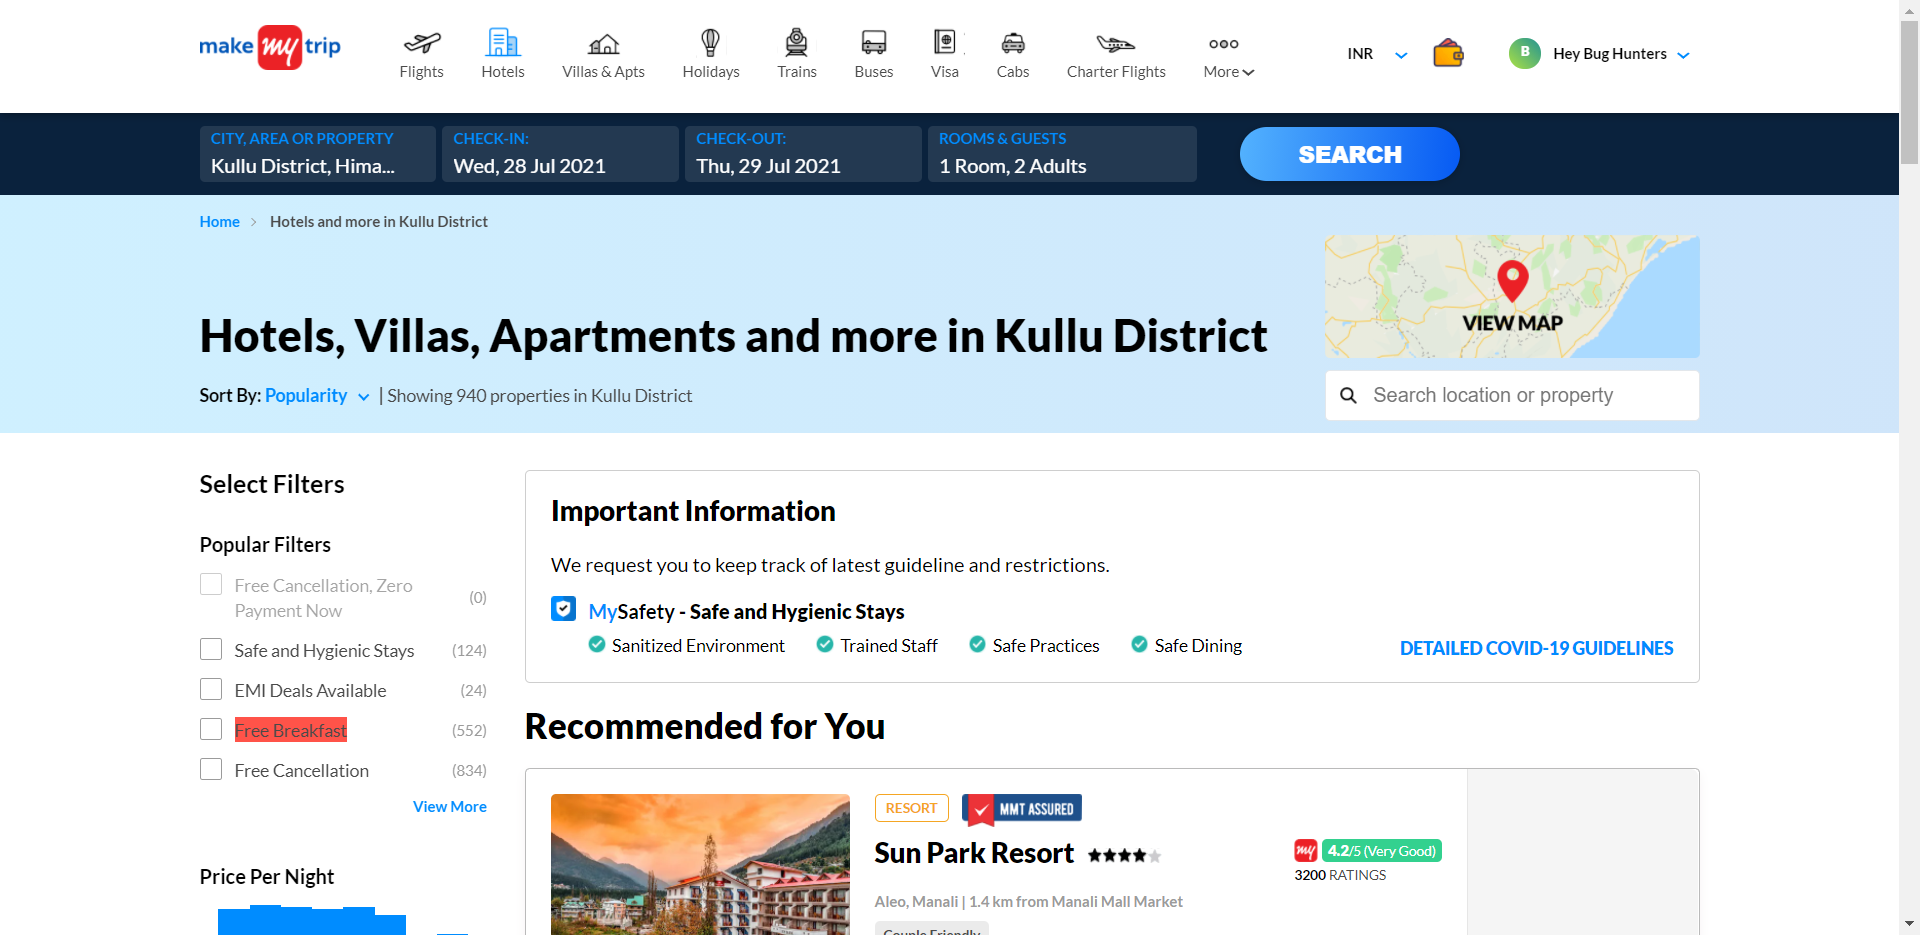 make my trip
Flights
Hotels
Villas & Apts
Holidays
Trains
Buses
Visa
Cabs
Charter Flights
More
INR
B
Hey Bug Hunters
CITY, AREA OR PROPERTY
Kullu District, Hima...
CHECK-IN:
Wed, 28 Jul 2021
CHECK-OUT:
Thu, 29 Jul 2021
ROOMS & GUESTS
1 Room, 2 Adults
SEARCH
Home > Hotels and more in Kullu District
VIEW MAP
Hotels, Villas, Apartments and more in Kullu District
Sort By: Popularity | Showing 940 properties in Kullu District
Search location or property
Select Filters
Popular Filters
Free Cancellation, Zero
Payment Now
(0)
Safe and Hygienic Stays (124)
EMI Deals Available (24)
Free Breakfast (552)
Free Cancellation (834)
View More
Price Per Night
Important Information
We request you to keep track of latest guideline and restrictions.
MySafety - Safe and Hygienic Stays
Sanitized Environment
Trained Staff
Safe Practices
Safe Dining
DETAILED COVID-19 GUIDELINES
Recommended for You
RESORT
MMT ASSURED
Sun Park Resort
my 4.2/5 (Very Good)
3200 RATINGS
Aleo, Manali | 1.4 km from Manali Mall Market
Couple Friendly